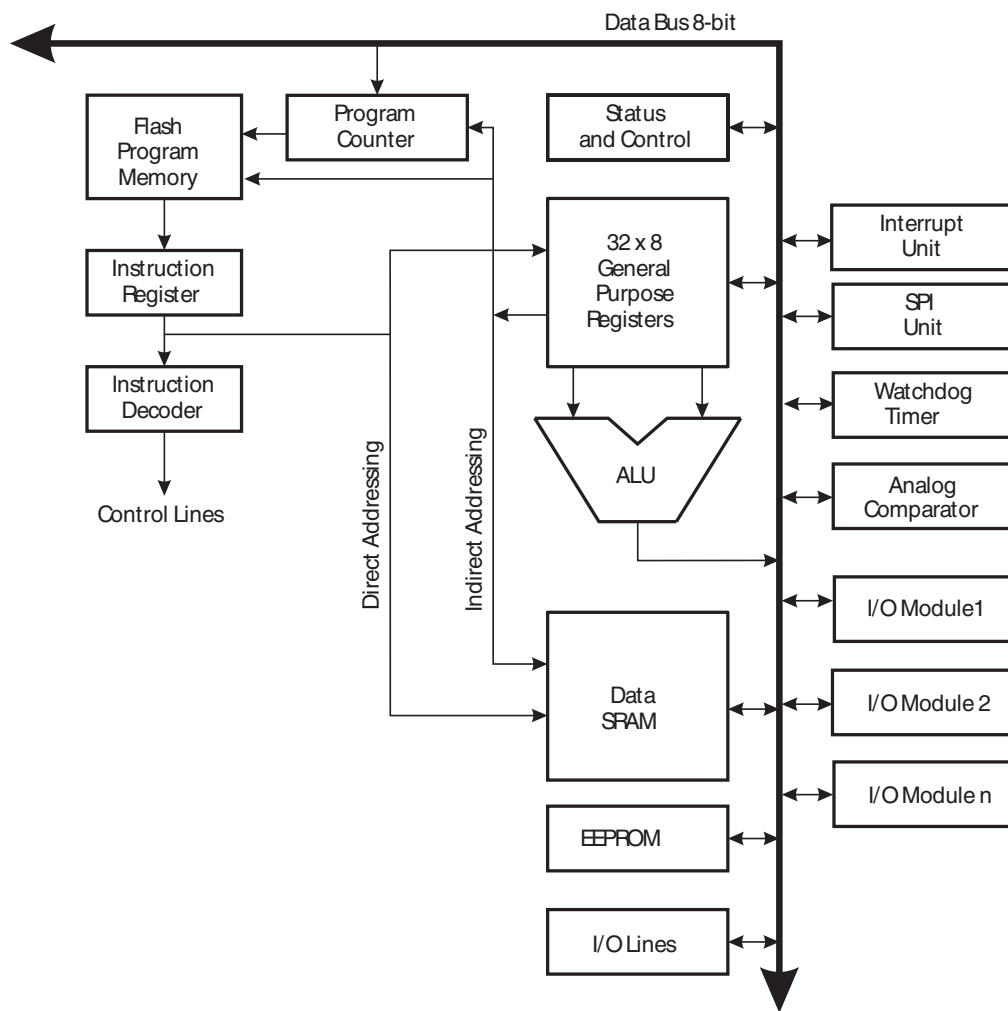 Data Bus 8-bit
Flash
Program
Memory
Program
Counter
Status
and Control
Interrupt
Unit
32 x 8
General
Purpose
Registers
Instruction
Register
SPI
Unit
Instruction
Decoder
Watchdog
Timer
Control Lines
Direct Addressing
Indirect Addressing
ALU
Analog
Comparator
I/O Module1
Data
SRAM
I/O Module 2
I/O Module n
EEPROM
I/O Lines